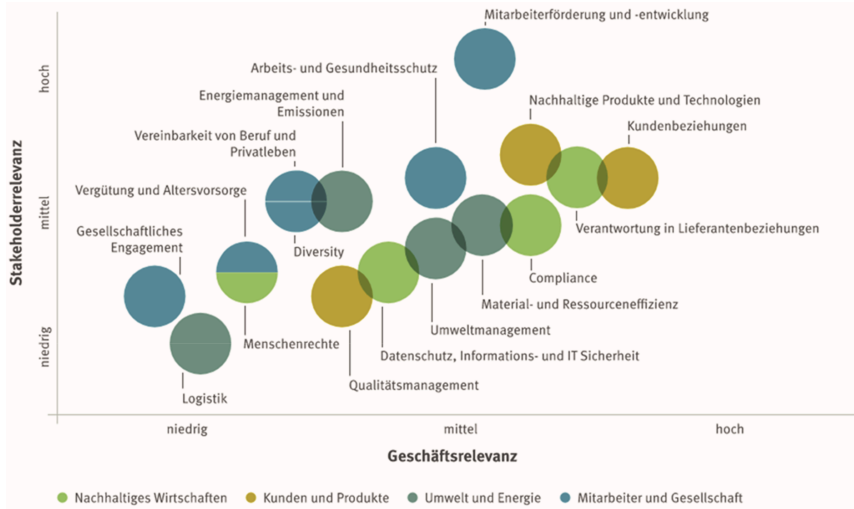 Mitarbeiterförderung und -entwicklung
Arbeits- und Gesundheitsschutz
Energiemanagement und
Emissionen
Nachhaltige Produkte und Technologien
Kundenbeziehungen
Vereinbarkeit von Beruf und
Privatleben
Vergütung und Altersvorsorge
Gesellschaftliches
Engagement
Diversity
Verantwortung in Lieferantenbeziehungen
Compliance
Material- und Ressourceneffizienz
Umweltmanagement
Menschenrechte
Datenschutz, Informations- und IT Sicherheit
Qualitätsmanagement
Logistik
Stakeholderrelevanz
hoch
mittel
niedrig
niedrig
mittel
hoch
Geschäftsrelevanz
Nachhaltiges Wirtschaften
Kunden und Produkte
Umwelt und Energie
Mitarbeiter und Gesellschaft